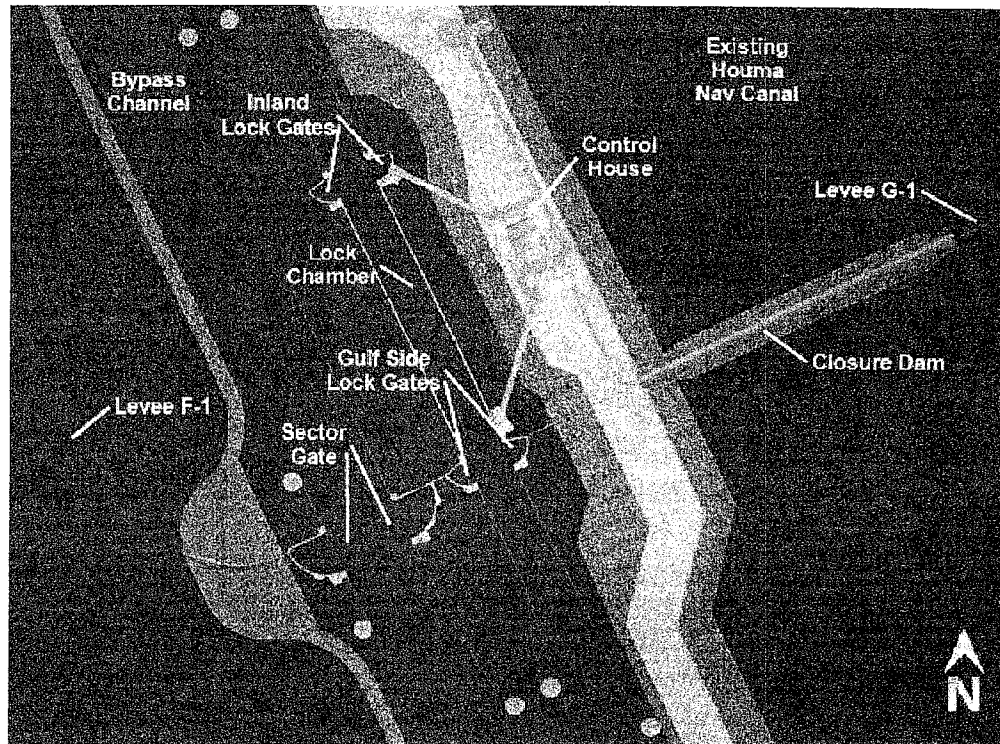 Existing
Houma
Nav Canal
Bypass
Channel
Inland
Lock Gates
Control
House
Levee G-1
Lock
Chamber
Gulf Side
Lock Gates
Closure Dam
Levee F-1
Sector
Gate
N